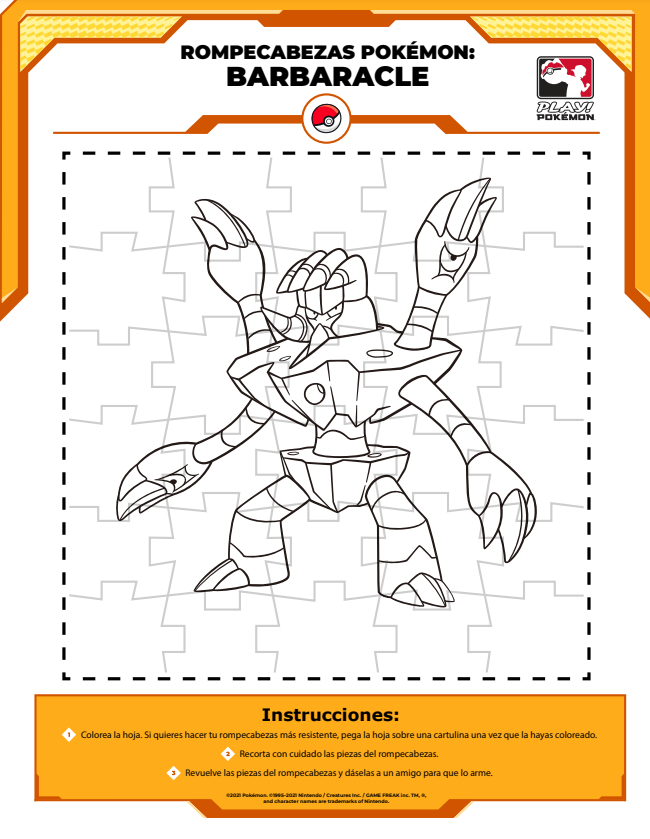 ROMPECABEZAS POKÉMON:
BARBARACLE
PLAY!
POKÉMON
Instrucciones:
1 Colorea la hoja. Si quieres hacer tu rompecabezas más resistente, pega la hoja sobre una cartulina una vez que la hayas coloreado.
2 Recorta con cuidado las piezas del rompecabezas.
3 Revuelve las piezas del rompecabezas y dáselas a un amigo para que lo arme.
©2021 Pokémon. ©1995-2021 Nintendo / Creatures Inc. / GAME FREAK inc. TM, ®,
and character names are trademarks of Nintendo.